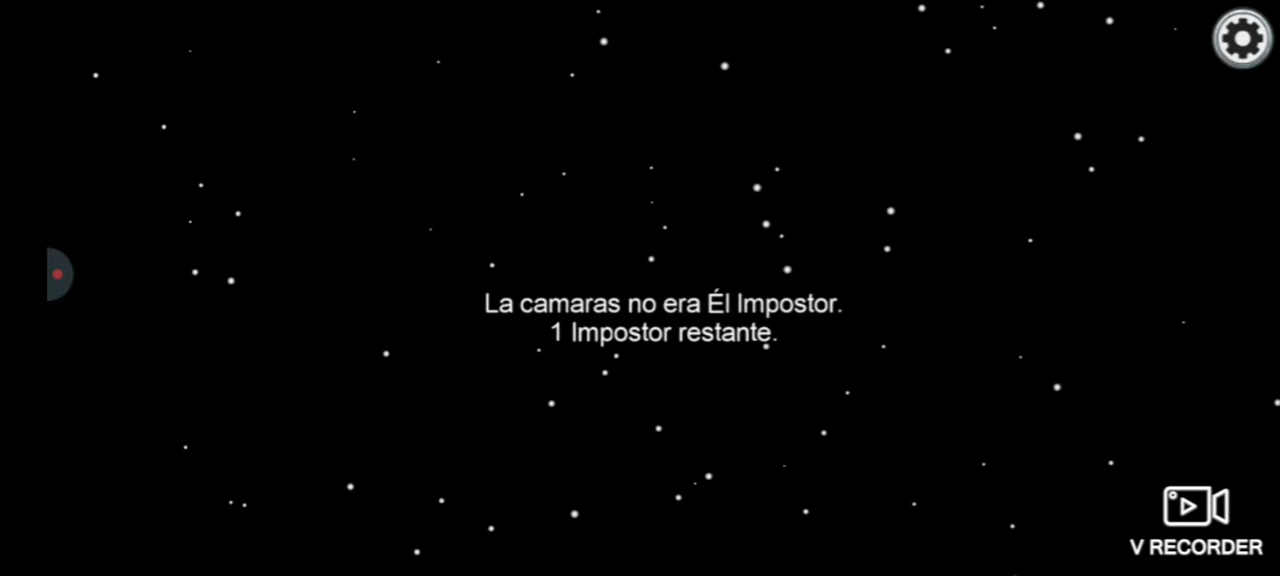 La camaras no era Él Impostor.
1 Impostor restante.
V RECORDER